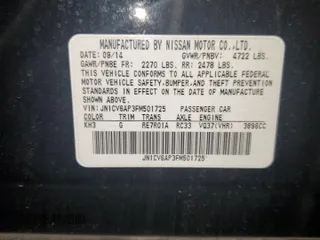 MANUFACTURED BY NISSAN MOTOR CO.,LTD.
DATE: 09/14 GVWR/PNBV: 4722 LBS.
GAWR/PNBE FR: 2270 LBS. RR: 2478 LBS.
THIS VEHICLE CONFORMS TO ALL APPLICABLE FEDERAL
MOTOR VEHICLE SAFETY,BUMPER,AND THEFT PREVENTION
STANDARDS IN EFFECT ON THE DATE OF MANUFACTURE
SHOWN ABOVE.
VIN: JN1CV6AP3FM501725 PASSENGER CAR
COLOR TRIM TRANS AXLE ENGINE
KH3 G RE7R01A RC33 VQ37(VHR) 3696CC
JN1CV6AP3FM501725